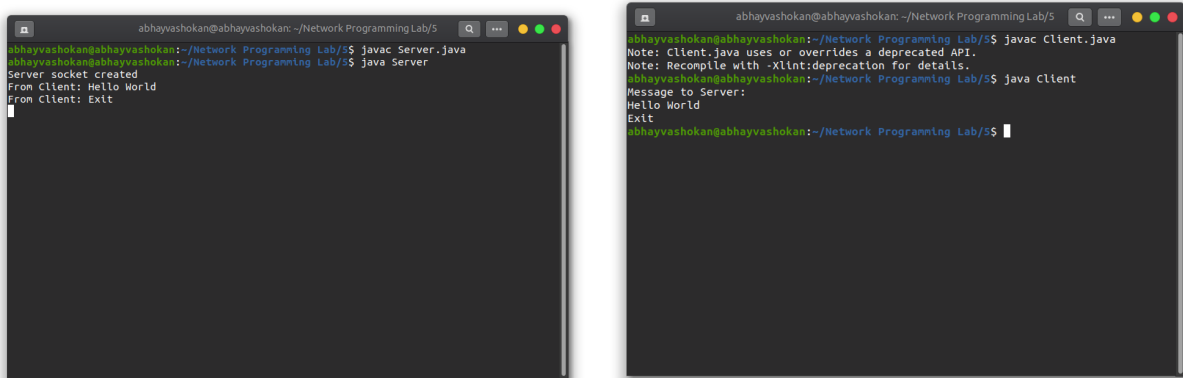 abhayvashokan@abhayvashokan: ~/Network Programming Lab/5
abhayvashokan@abhayvashokan:~/Network Programming Lab/5$ javac Server.java
abhayvashokan@abhayvashokan:~/Network Programming Lab/5$ java Server
Server socket created
From Client: Hello World
From Client: Exit
abhayvashokan@abhayvashokan: ~/Network Programming Lab/5
abhayvashokan@abhayvashokan:~/Network Programming Lab/5$ javac Client.java
Note: Client.java uses or overrides a deprecated API.
Note: Recompile with -Xlint:deprecation for details.
abhayvashokan@abhayvashokan:~/Network Programming Lab/5$ java Client
Message to Server:
Hello World
Exit
abhayvashokan@abhayvashokan:~/Network Programming Lab/5$